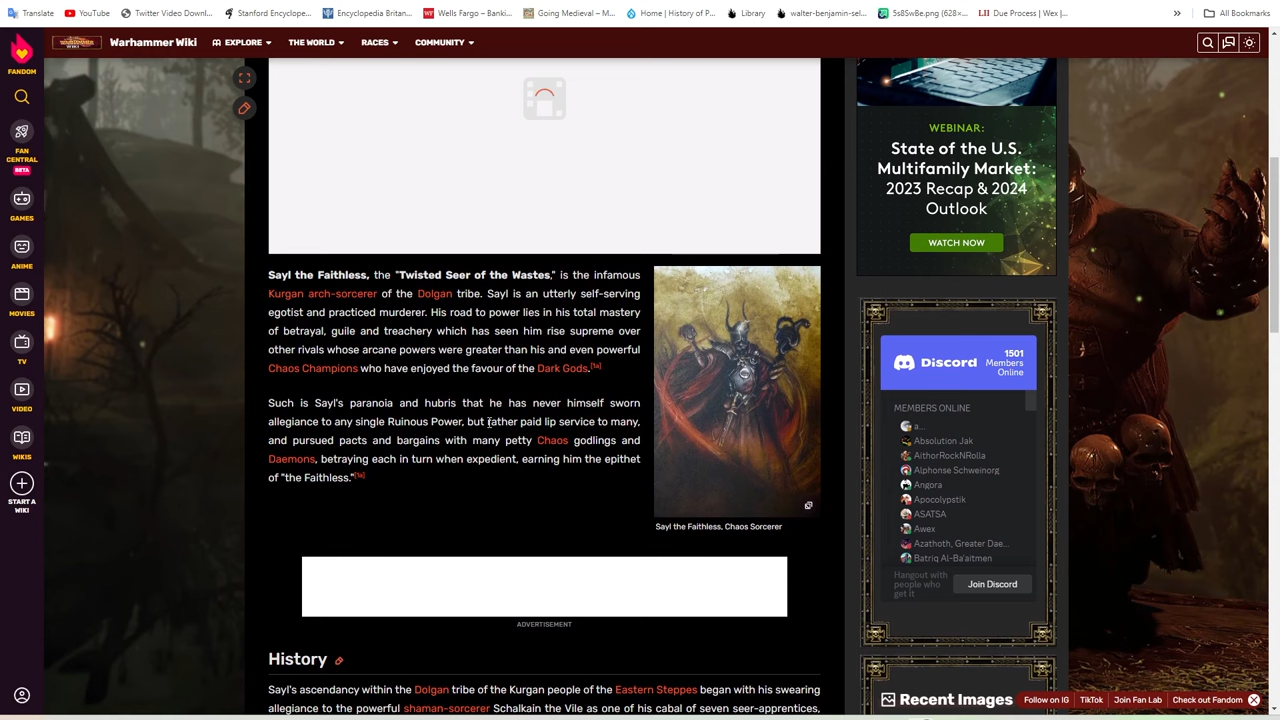 Translate
YouTube
Twitter Video Downl...
Stanford Encyclope...
Encyclopedia Britan...
Wells Fargo – Banki...
Going Medieval – M...
Home | History of P...
Library
walter-benjamin-sel...
5s8SwBe.png (628×...
LII Due Process | Wex |...
»
All Bookmarks
FANDOM
FAN CENTRAL
BETA
GAMES
ANIME
MOVIES
TV
VIDEO
WIKIS
START A WIKI
Warhammer Wiki
EXPLORE
THE WORLD
RACES
COMMUNITY
Sayl the Faithless, the "Twisted Seer of the Wastes," is the infamous
Kurgan arch-sorcerer of the Dolgan tribe. Sayl is an utterly self-serving
egotist and practiced murderer. His road to power lies in his total mastery
of betrayal, guile and treachery which has seen him rise supreme over
other rivals whose arcane powers were greater than his and even powerful
Chaos Champions who have enjoyed the favour of the Dark Gods.[1a]
Such is Sayl's paranoia and hubris that he has never himself sworn
allegiance to any single Ruinous Power, but rather paid lip service to many,
and pursued pacts and bargains with many petty Chaos godlings and
Daemons, betraying each in turn when expedient, earning him the epithet
of "the Faithless."[1a]
Sayl the Faithless, Chaos Sorcerer
ADVERTISEMENT
History
Sayl's ascendancy within the Dolgan tribe of the Kurgan people of the Eastern Steppes began with his swearing
allegiance to the powerful shaman-sorcerer Schalkain the Vile as one of his cabal of seven seer-apprentices,
WEBINAR:
State of the U.S.
Multifamily Market:
2023 Recap & 2024
Outlook
WATCH NOW
Discord
1501
Members
Online
MEMBERS ONLINE
a...
Absolution Jak
AithorRockNRolla
Alphonse Schweinorg
Angora
Apocolypstik
ASATSA
Awex
Azathoth, Greater Dae...
Batriq Al-Ba'aitmen
Hangout with
people who
get it
Join Discord
Recent Images
Follow on IG
TikTok
Join Fan Lab
Check out Fandom